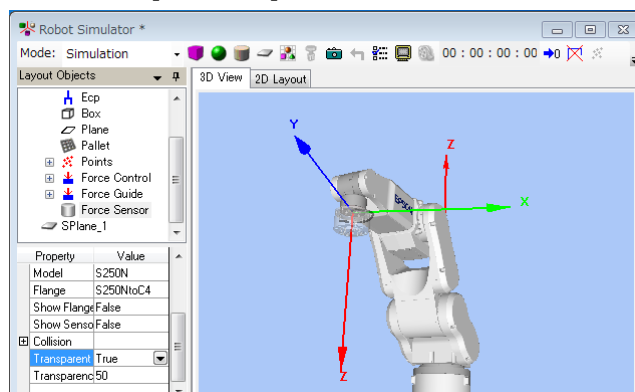 Robot Simulator *
Mode: Simulation
00 : 00 : 00 : 00
Layout Objects
3D View 2D Layout
Ecp
Box
Plane
Pallet
Points
Force Control
Force Guide
Force Sensor
SPlane_1
Property Value
Model S250N
Flange S250NtoC4
Show Flange False
Show Senso False
Collision
Transparent True
Transparenc 50
Y
Z
X
EPSON
Z